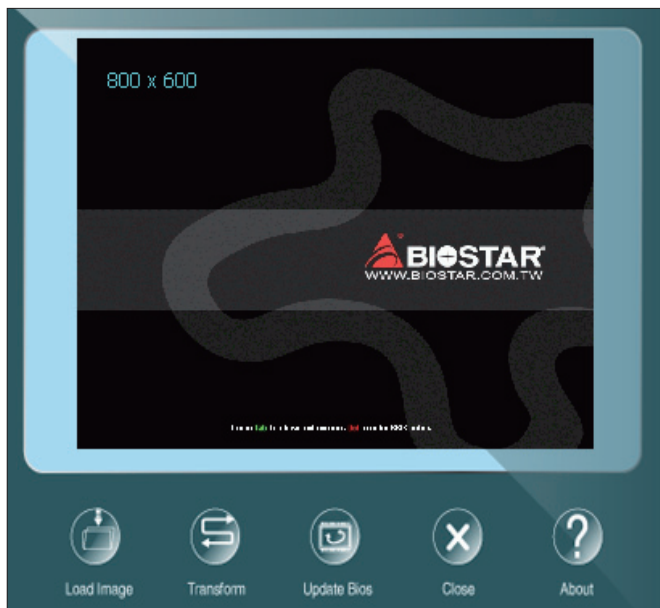 800 x 600
BIOSTAR
WWW.BIOSTAR.COM.TW
Load Image Transform Update Bios Close About